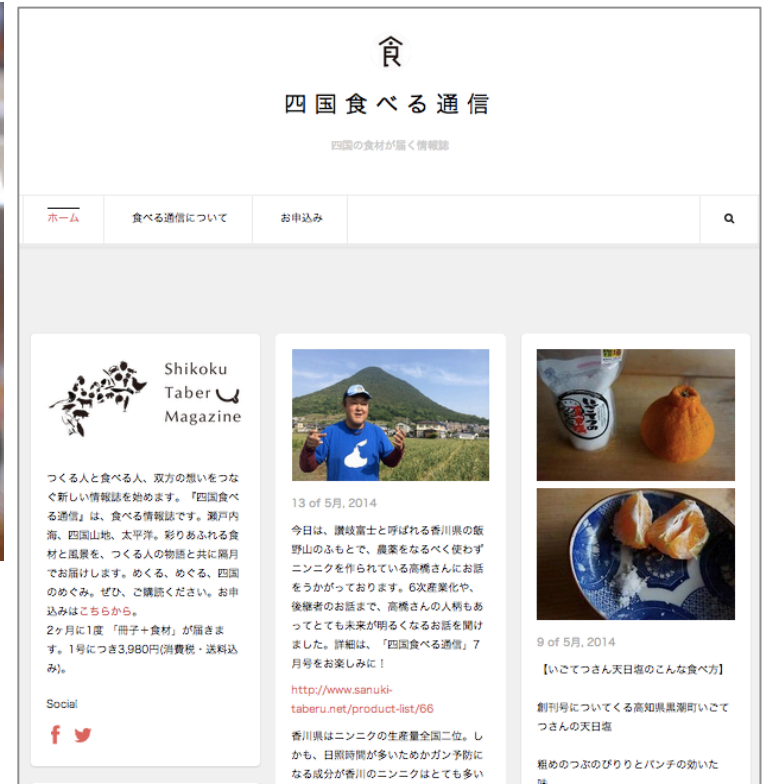 食
四国食べる通信
四国の食材が届く情報誌
ホーム
食べる通信について
お申込み
Shikoku
Taber
Magazine
つくる人と食べる人、双方の想いをつな
ぐ新しい情報誌を始めます。『四国食べ
る通信』は、食べる情報誌です。瀬戸内
海、四国山地、太平洋。彩りあふれる食
材と風景を、つくる人の物語と共に隔月
でお届けします。めくる、めぐる、四国
のめぐみ。ぜひ、ご購読ください。お申
込みはこちらから。
2ヶ月に1度 「冊子＋食材」が届きま
す。1号につき3,980円(消費税・送料込
み)。
Social
13 of 5月, 2014
今日は、讃岐富士と呼ばれる香川県の飯
野山のふもとで、農薬をなるべく使わず
ニンニクを作られている高橋さんにお話
をうかがっております。6次産業化や、
後継者のお話まで、高橋さんの人柄もあ
ってとても未来が明るくなるお話を聞け
ました。詳細は、「四国食べる通信」7
月号をお楽しみに！
http://www.sanuki-
taberu.net/product-list/66
香川県はニンニクの生産量全国二位。し
かも、日照時間が多いためかガン予防に
なる成分が香川のニンニクはとても多い
9 of 5月, 2014
【いごてつさん天日塩のこんな食べ方】
創刊号についてくる高知県黒潮町いごて
つさんの天日塩
粗めのつぶのぴりりとパンチの効いた
味